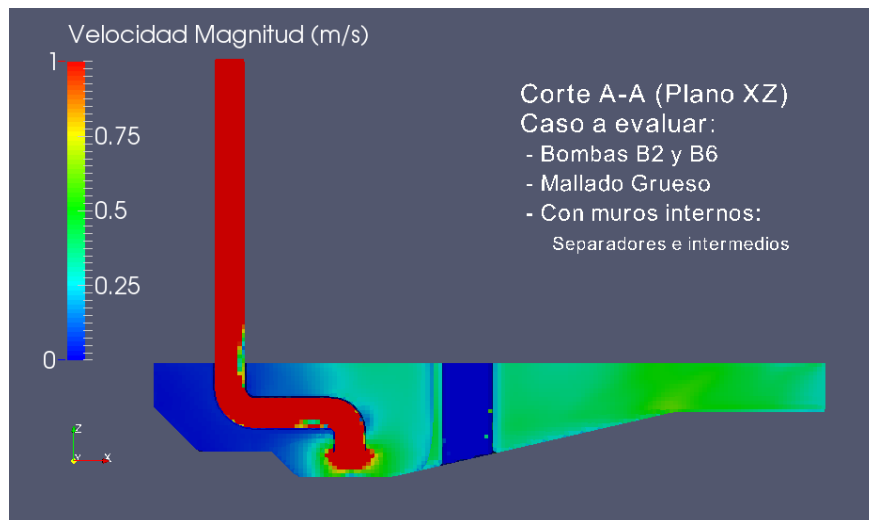 Velocidad Magnitud (m/s)
1
0.75
0.5
0.25
0
Corte A-A (Plano XZ)
Caso a evaluar:
- Bombas B2 y B6
- Mallado Grueso
- Con muros internos:
Separadores e intermedios
Z
Y
X